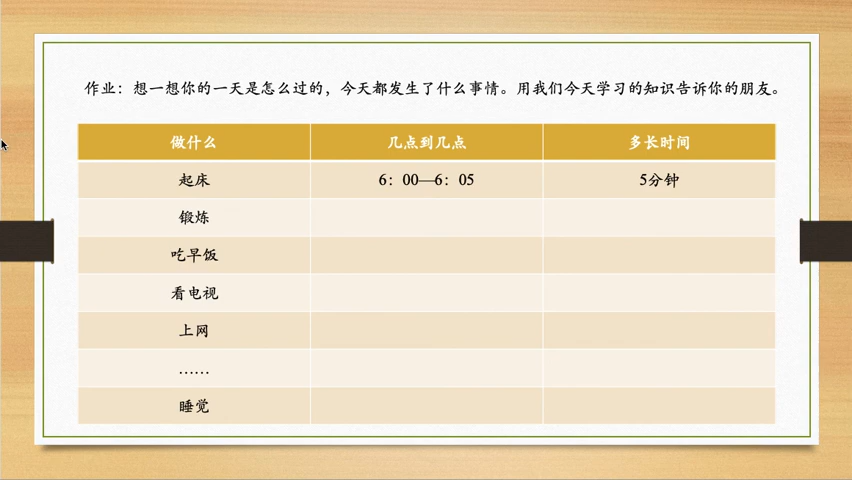 作业：想一想你的一天是怎么过的，今天都发生了什么事情。用我们今天学习的知识告诉你的朋友。
做什么 几点到几点 多长时间
起床 6：00—6：05 5分钟
锻炼
吃早饭
看电视
上网
……
睡觉